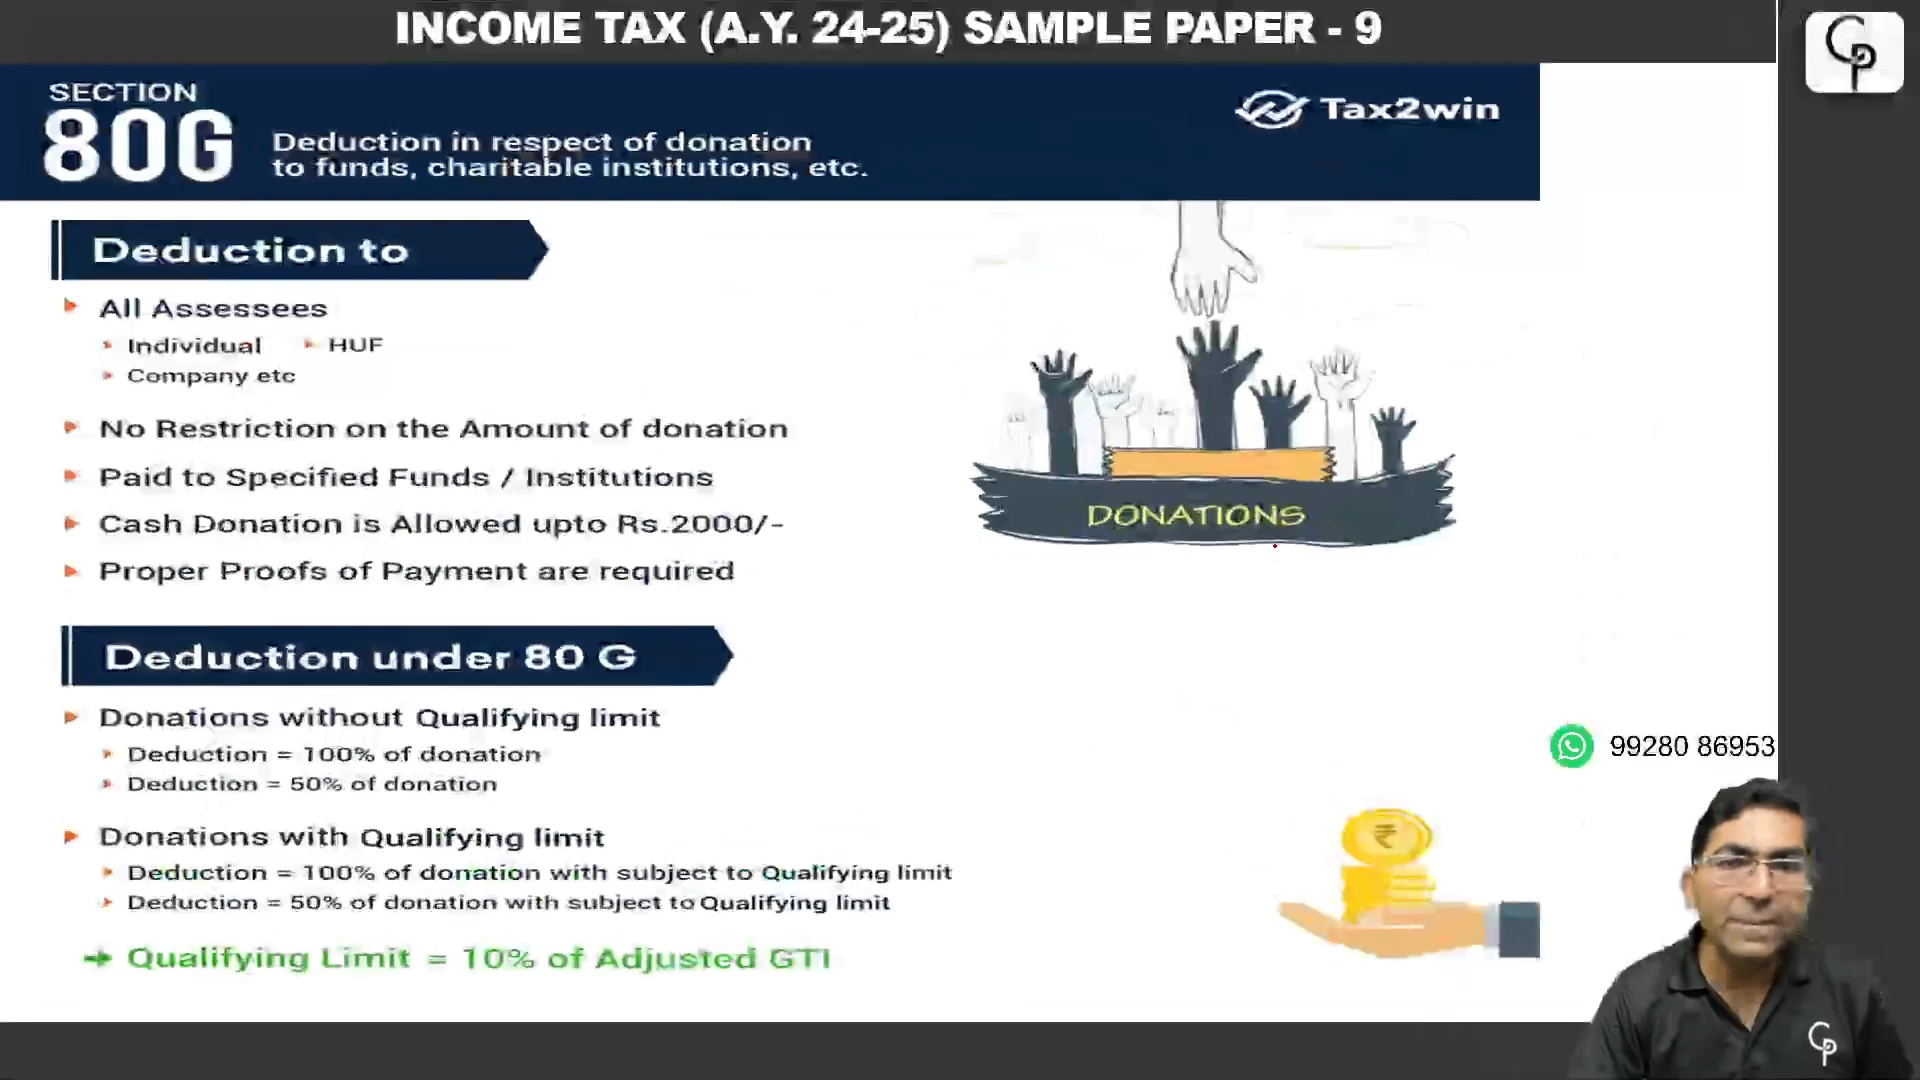 INCOME TAX (A.Y. 24-25) SAMPLE PAPER - 9
CP
SECTION
80G
Deduction in respect of donation
to funds, charitable institutions, etc.
Tax2win
Deduction to
All Assessees
Individual
HUF
Company etc
No Restriction on the Amount of donation
Paid to Specified Funds / Institutions
Cash Donation is Allowed upto Rs.2000/-
Proper Proofs of Payment are required
DONATIONS
Deduction under 80 G
Donations without Qualifying limit
Deduction = 100% of donation
Deduction = 50% of donation
Donations with Qualifying limit
Deduction = 100% of donation with subject to Qualifying limit
Deduction = 50% of donation with subject to Qualifying limit
Qualifying Limit = 10% of Adjusted GTI
99280 86953
₹
CP